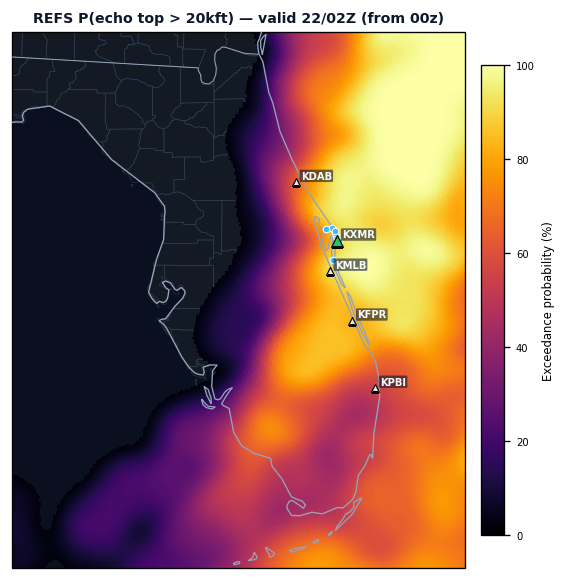 REFS P(echo top > 20kft) — valid 22/02Z (from 00z)
KDAB
KXMR
KMLB
KFPR
KPBI
100
80
60
40
20
0
Exceedance probability (%)